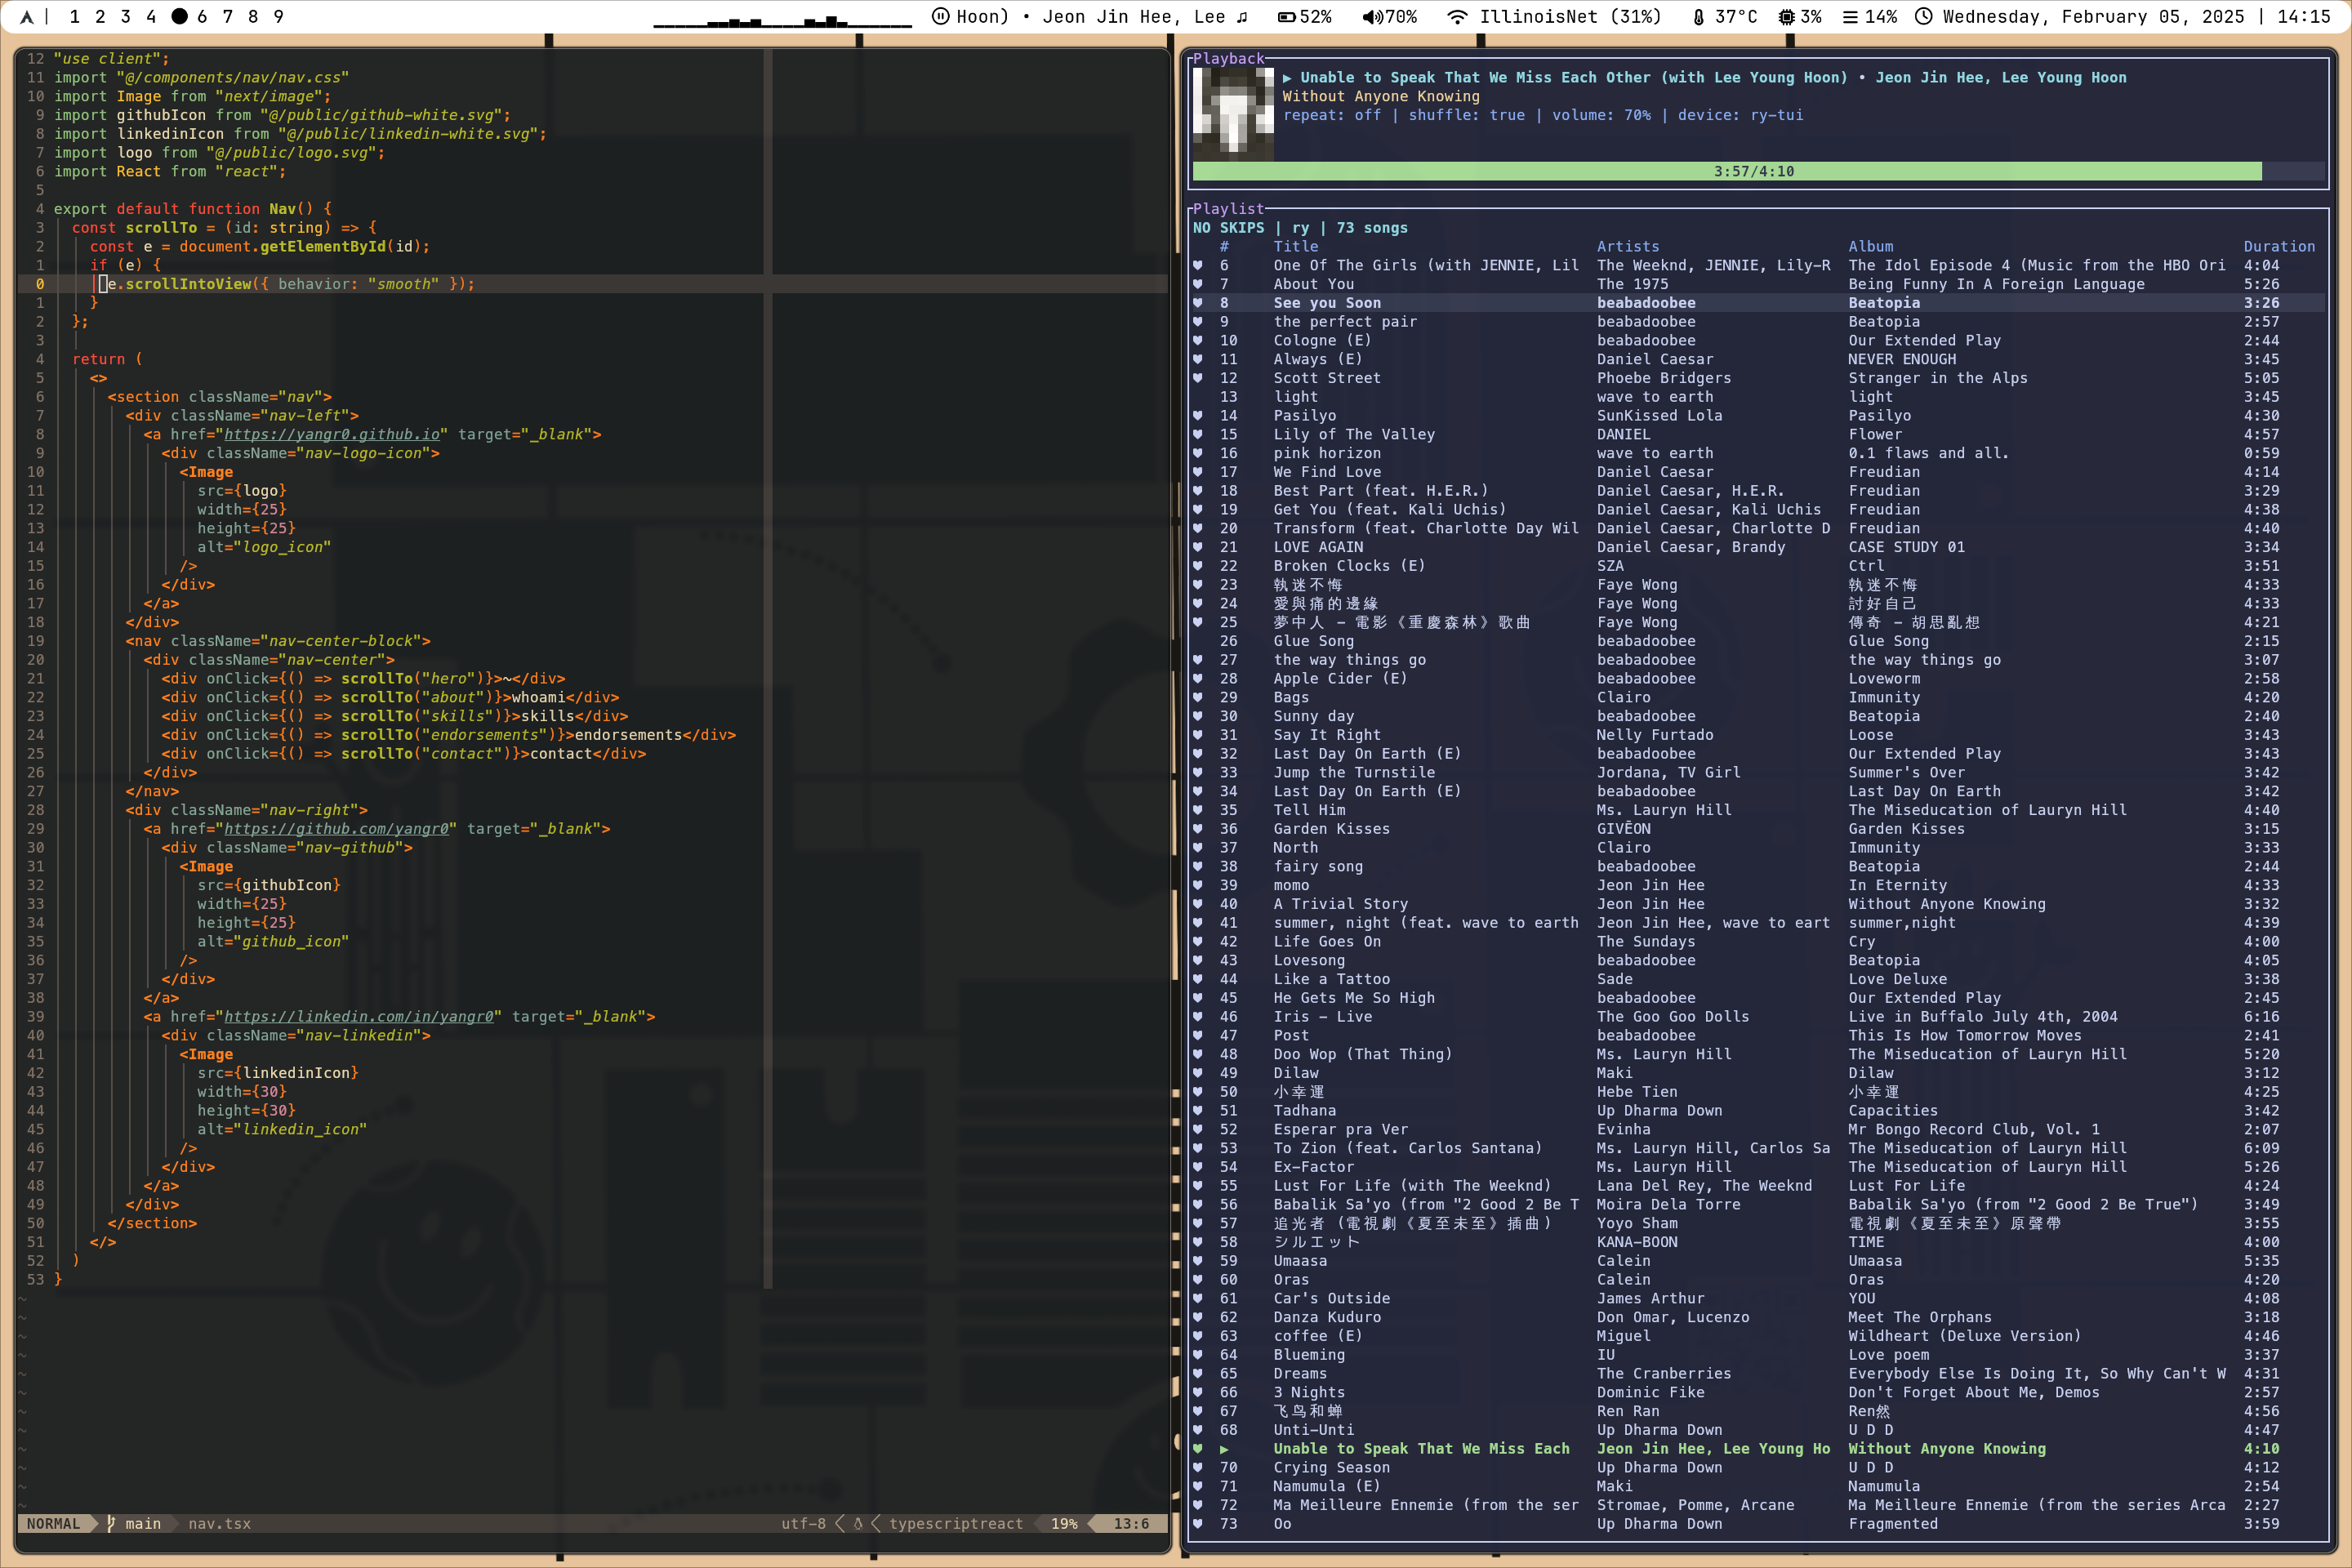 1 2 3 4 6 7 8 9
Hoon) • Jeon Jin Hee, Lee ♫ 52% 70% IllinoisNet (31%) 37°C 3% 14% Wednesday, February 05, 2025 | 14:15
12 "use client";
11 import "@/components/nav/nav.css"
10 import Image from "next/image";
9 import githubIcon from "@/public/github-white.svg";
8 import linkedinIcon from "@/public/linkedin-white.svg";
7 import logo from "@/public/logo.svg";
6 import React from "react";
5
4 export default function Nav() {
3 const scrollTo = (id: string) => {
2 const e = document.getElementById(id);
1 if (e) {
0 e.scrollIntoView({ behavior: "smooth" });
1 }
2 };
3
4 return (
5 <>
6 <section className="nav">
7 <div className="nav-left">
8 <a href="https://yangr0.github.io" target="_blank">
9 <div className="nav-logo-icon">
10 <Image
11 src={logo}
12 width={25}
13 height={25}
14 alt="logo_icon"
15 />
16 </div>
17 </a>
18 </div>
19 <nav className="nav-center-block">
20 <div className="nav-center">
21 <div onClick={() => scrollTo("hero")}>~</div>
22 <div onClick={() => scrollTo("about")}>whoami</div>
23 <div onClick={() => scrollTo("skills")}>skills</div>
24 <div onClick={() => scrollTo("endorsements")}>endorsements</div>
25 <div onClick={() => scrollTo("contact")}>contact</div>
26 </div>
27 </nav>
28 <div className="nav-right">
29 <a href="https://github.com/yangr0" target="_blank">
30 <div className="nav-github">
31 <Image
32 src={githubIcon}
33 width={25}
34 height={25}
35 alt="github_icon"
36 />
37 </div>
38 </a>
39 <a href="https://linkedin.com/in/yangr0" target="_blank">
40 <div className="nav-linkedin">
41 <Image
42 src={linkedinIcon}
43 width={30}
44 height={30}
45 alt="linkedin_icon"
46 />
47 </div>
48 </a>
49 </div>
50 </section>
51 </>
52 )
53 }
NORMAL main nav.tsx utf-8 typescriptreact 19% 13:6
Playback
▶ Unable to Speak That We Miss Each Other (with Lee Young Hoon) • Jeon Jin Hee, Lee Young Hoon
Without Anyone Knowing
repeat: off | shuffle: true | volume: 70% | device: ry-tui
3:57/4:10
Playlist
NO SKIPS | ry | 73 songs
# Title Artists Album Duration
6 One Of The Girls (with JENNIE, Lil The Weeknd, JENNIE, Lily-R The Idol Episode 4 (Music from the HBO Ori 4:04
7 About You The 1975 Being Funny In A Foreign Language 5:26
8 See you Soon beabadoobee Beatopia 3:26
9 the perfect pair beabadoobee Beatopia 2:57
10 Cologne (E) beabadoobee Our Extended Play 2:44
11 Always (E) Daniel Caesar NEVER ENOUGH 3:45
12 Scott Street Phoebe Bridgers Stranger in the Alps 5:05
13 light wave to earth light 3:45
14 Pasilyo SunKissed Lola Pasilyo 4:30
15 Lily of The Valley DANIEL Flower 4:57
16 pink horizon wave to earth 0.1 flaws and all. 0:59
17 We Find Love Daniel Caesar Freudian 4:14
18 Best Part (feat. H.E.R.) Daniel Caesar, H.E.R. Freudian 3:29
19 Get You (feat. Kali Uchis) Daniel Caesar, Kali Uchis Freudian 4:38
20 Transform (feat. Charlotte Day Wil Daniel Caesar, Charlotte D Freudian 4:40
21 LOVE AGAIN Daniel Caesar, Brandy CASE STUDY 01 3:34
22 Broken Clocks (E) SZA Ctrl 3:51
23 執迷不悔 Faye Wong 執迷不悔 4:33
24 愛與痛的邊緣 Faye Wong 討好自己 4:33
25 夢中人 - 電影《重慶森林》歌曲 Faye Wong 傳奇 - 胡思亂想 4:21
26 Glue Song beabadoobee Glue Song 2:15
27 the way things go beabadoobee the way things go 3:07
28 Apple Cider (E) beabadoobee Loveworm 2:58
29 Bags Clairo Immunity 4:20
30 Sunny day beabadoobee Beatopia 2:40
31 Say It Right Nelly Furtado Loose 3:43
32 Last Day On Earth (E) beabadoobee Our Extended Play 3:43
33 Jump the Turnstile Jordana, TV Girl Summer's Over 3:42
34 Last Day On Earth (E) beabadoobee Last Day On Earth 3:42
35 Tell Him Ms. Lauryn Hill The Miseducation of Lauryn Hill 4:40
36 Garden Kisses GIVĒON Garden Kisses 3:15
37 North Clairo Immunity 3:33
38 fairy song beabadoobee Beatopia 2:44
39 momo Jeon Jin Hee In Eternity 4:33
40 A Trivial Story Jeon Jin Hee Without Anyone Knowing 3:32
41 summer, night (feat. wave to earth Jeon Jin Hee, wave to eart summer,night 4:39
42 Life Goes On The Sundays Cry 4:00
43 Lovesong beabadoobee Beatopia 4:05
44 Like a Tattoo Sade Love Deluxe 3:38
45 He Gets Me So High beabadoobee Our Extended Play 2:45
46 Iris - Live The Goo Goo Dolls Live in Buffalo July 4th, 2004 6:16
47 Post beabadoobee This Is How Tomorrow Moves 2:41
48 Doo Wop (That Thing) Ms. Lauryn Hill The Miseducation of Lauryn Hill 5:20
49 Dilaw Maki Dilaw 3:12
50 小幸運 Hebe Tien 小幸運 4:25
51 Tadhana Up Dharma Down Capacities 3:42
52 Esperar pra Ver Evinha Mr Bongo Record Club, Vol. 1 2:07
53 To Zion (feat. Carlos Santana) Ms. Lauryn Hill, Carlos Sa The Miseducation of Lauryn Hill 6:09
54 Ex-Factor Ms. Lauryn Hill The Miseducation of Lauryn Hill 5:26
55 Lust For Life (with The Weeknd) Lana Del Rey, The Weeknd Lust For Life 4:24
56 Babalik Sa'yo (from "2 Good 2 Be T Moira Dela Torre Babalik Sa'yo (from "2 Good 2 Be True") 3:49
57 追光者 (電視劇《夏至未至》插曲) Yoyo Sham 電視劇《夏至未至》原聲帶 3:55
58 シルエット KANA-BOON TIME 4:00
59 Umaasa Calein Umaasa 5:35
60 Oras Calein Oras 4:20
61 Car's Outside James Arthur YOU 4:08
62 Danza Kuduro Don Omar, Lucenzo Meet The Orphans 3:18
63 coffee (E) Miguel Wildheart (Deluxe Version) 4:46
64 Blueming IU Love poem 3:37
65 Dreams The Cranberries Everybody Else Is Doing It, So Why Can't W 4:31
66 3 Nights Dominic Fike Don't Forget About Me, Demos 2:57
67 飞鸟和蝉 Ren Ran Ren然 4:56
68 Unti-Unti Up Dharma Down U D D 4:47
▶ Unable to Speak That We Miss Each Jeon Jin Hee, Lee Young Ho Without Anyone Knowing 4:10
70 Crying Season Up Dharma Down U D D 4:12
71 Namumula (E) Maki Namumula 2:54
72 Ma Meilleure Ennemie (from the ser Stromae, Pomme, Arcane Ma Meilleure Ennemie (from the series Arca 2:27
73 Oo Up Dharma Down Fragmented 3:59